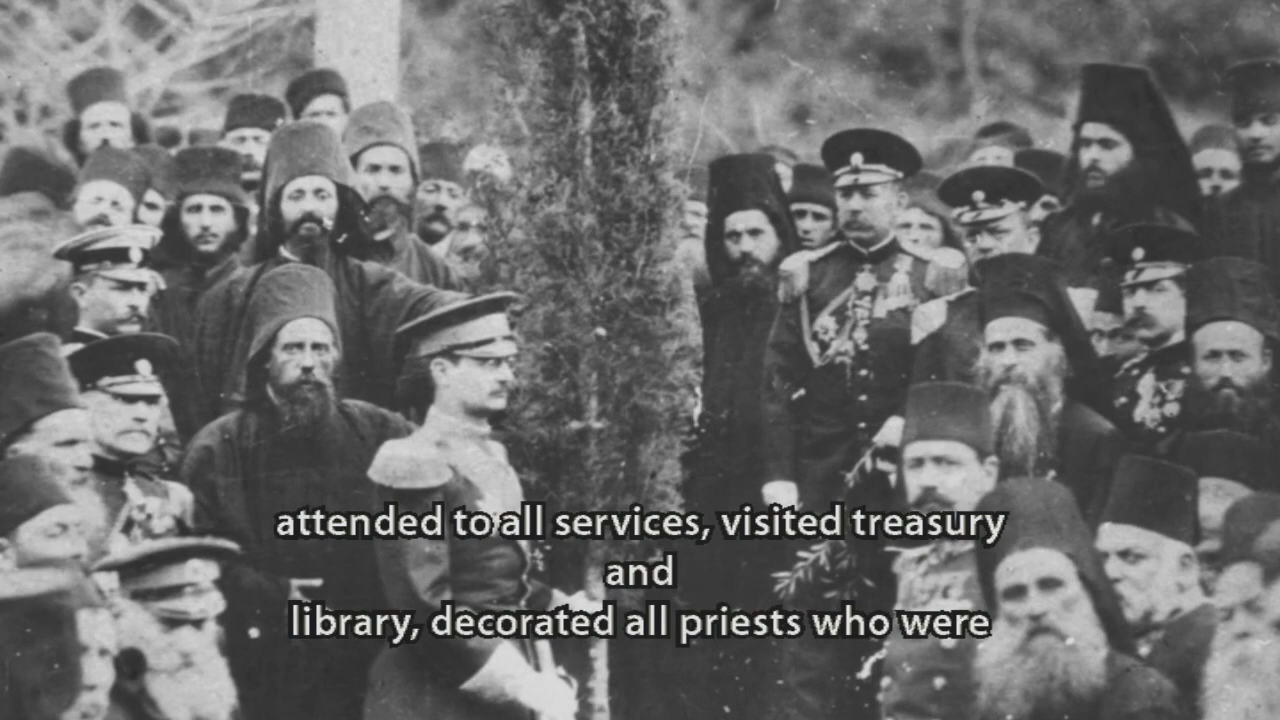 attended to all services, visited treasury
and
library, decorated all priests who were